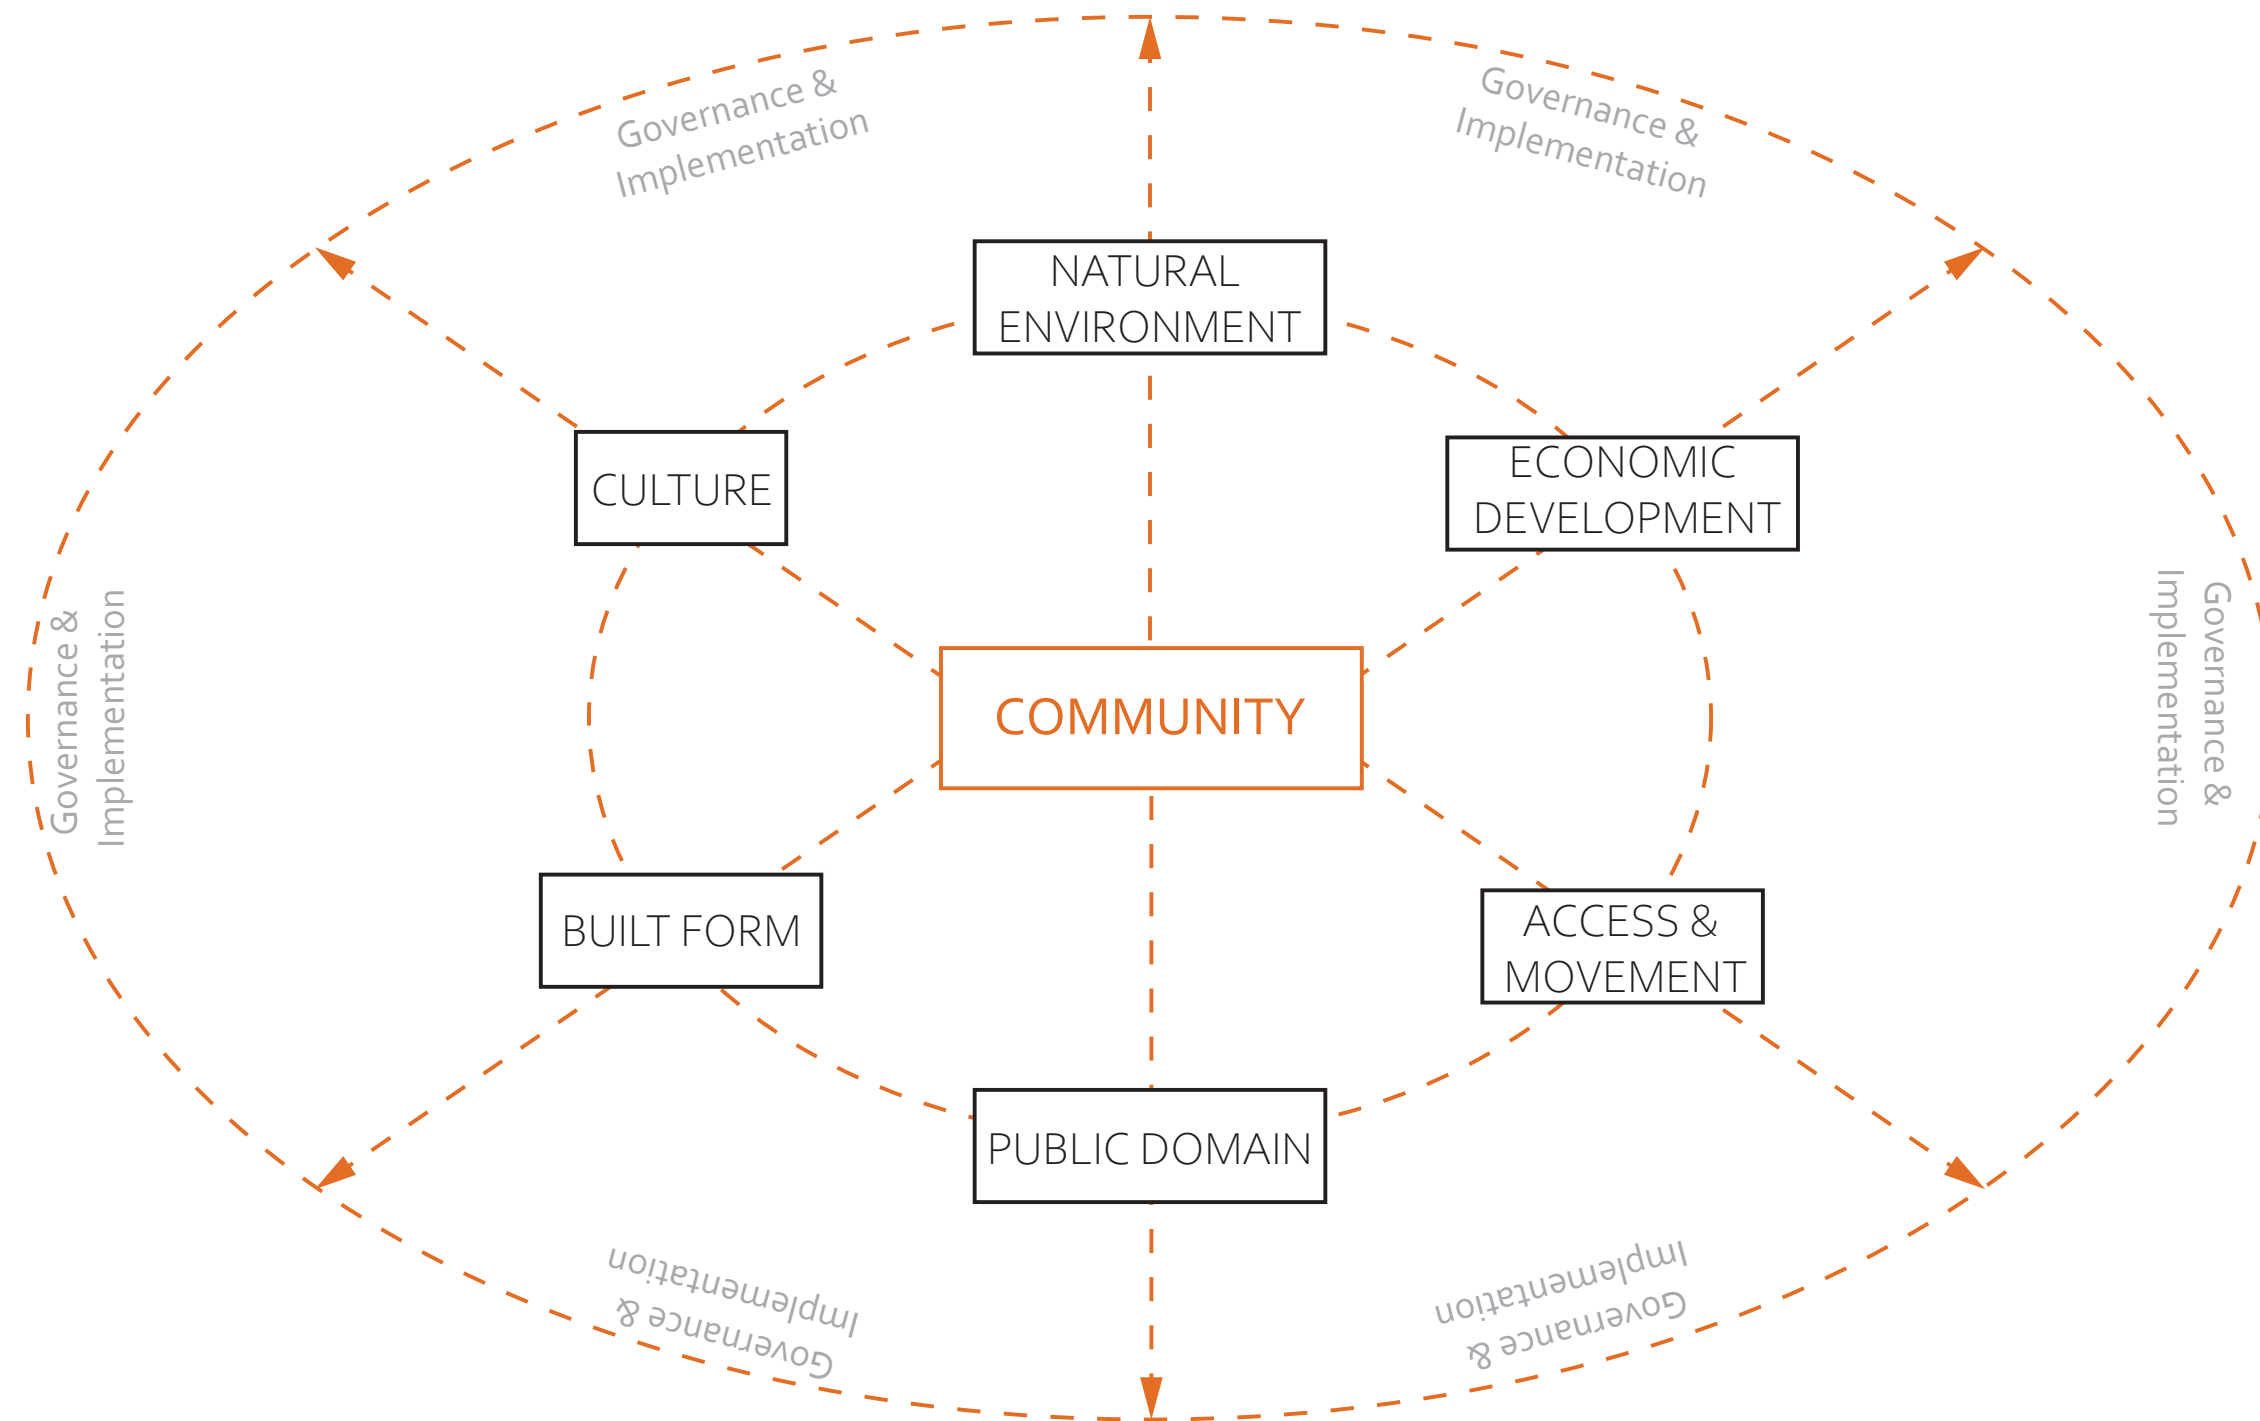 Governance &
Implementation
Governance &
Implementation
NATURAL
ENVIRONMENT
CULTURE
ECONOMIC
DEVELOPMENT
Governance &
Implementation
COMMUNITY
Governance &
Implementation
BUILT FORM
ACCESS &
MOVEMENT
PUBLIC DOMAIN
Governance &
Implementation
Governance &
Implementation